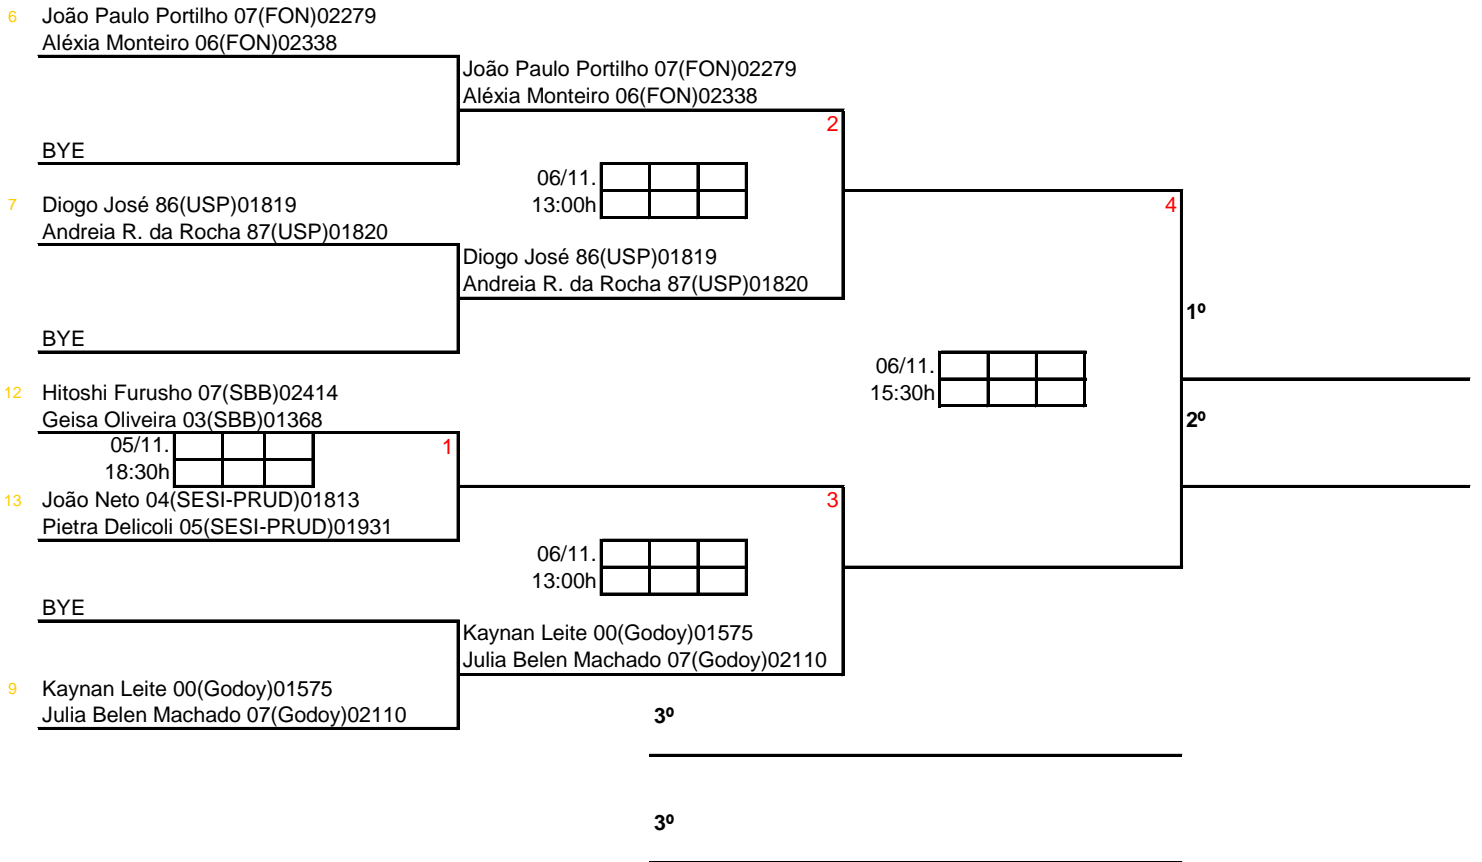 6 João Paulo Portilho 07(FON)02279
Aléxia Monteiro 06(FON)02338
João Paulo Portilho 07(FON)02279
Aléxia Monteiro 06(FON)02338
2
BYE
06/11.
13:00h
7 Diogo José 86(USP)01819
Andreia R. da Rocha 87(USP)01820
4
Diogo José 86(USP)01819
Andreia R. da Rocha 87(USP)01820
1º
BYE
06/11.
15:30h
12 Hitoshi Furusho 07(SBB)02414
Geisa Oliveira 03(SBB)01368
2º
05/11.
18:30h
1
13 João Neto 04(SESI-PRUD)01813
Pietra Delicoli 05(SESI-PRUD)01931
3
06/11.
13:00h
BYE
Kaynan Leite 00(Godoy)01575
Julia Belen Machado 07(Godoy)02110
9 Kaynan Leite 00(Godoy)01575
Julia Belen Machado 07(Godoy)02110
3º
3º